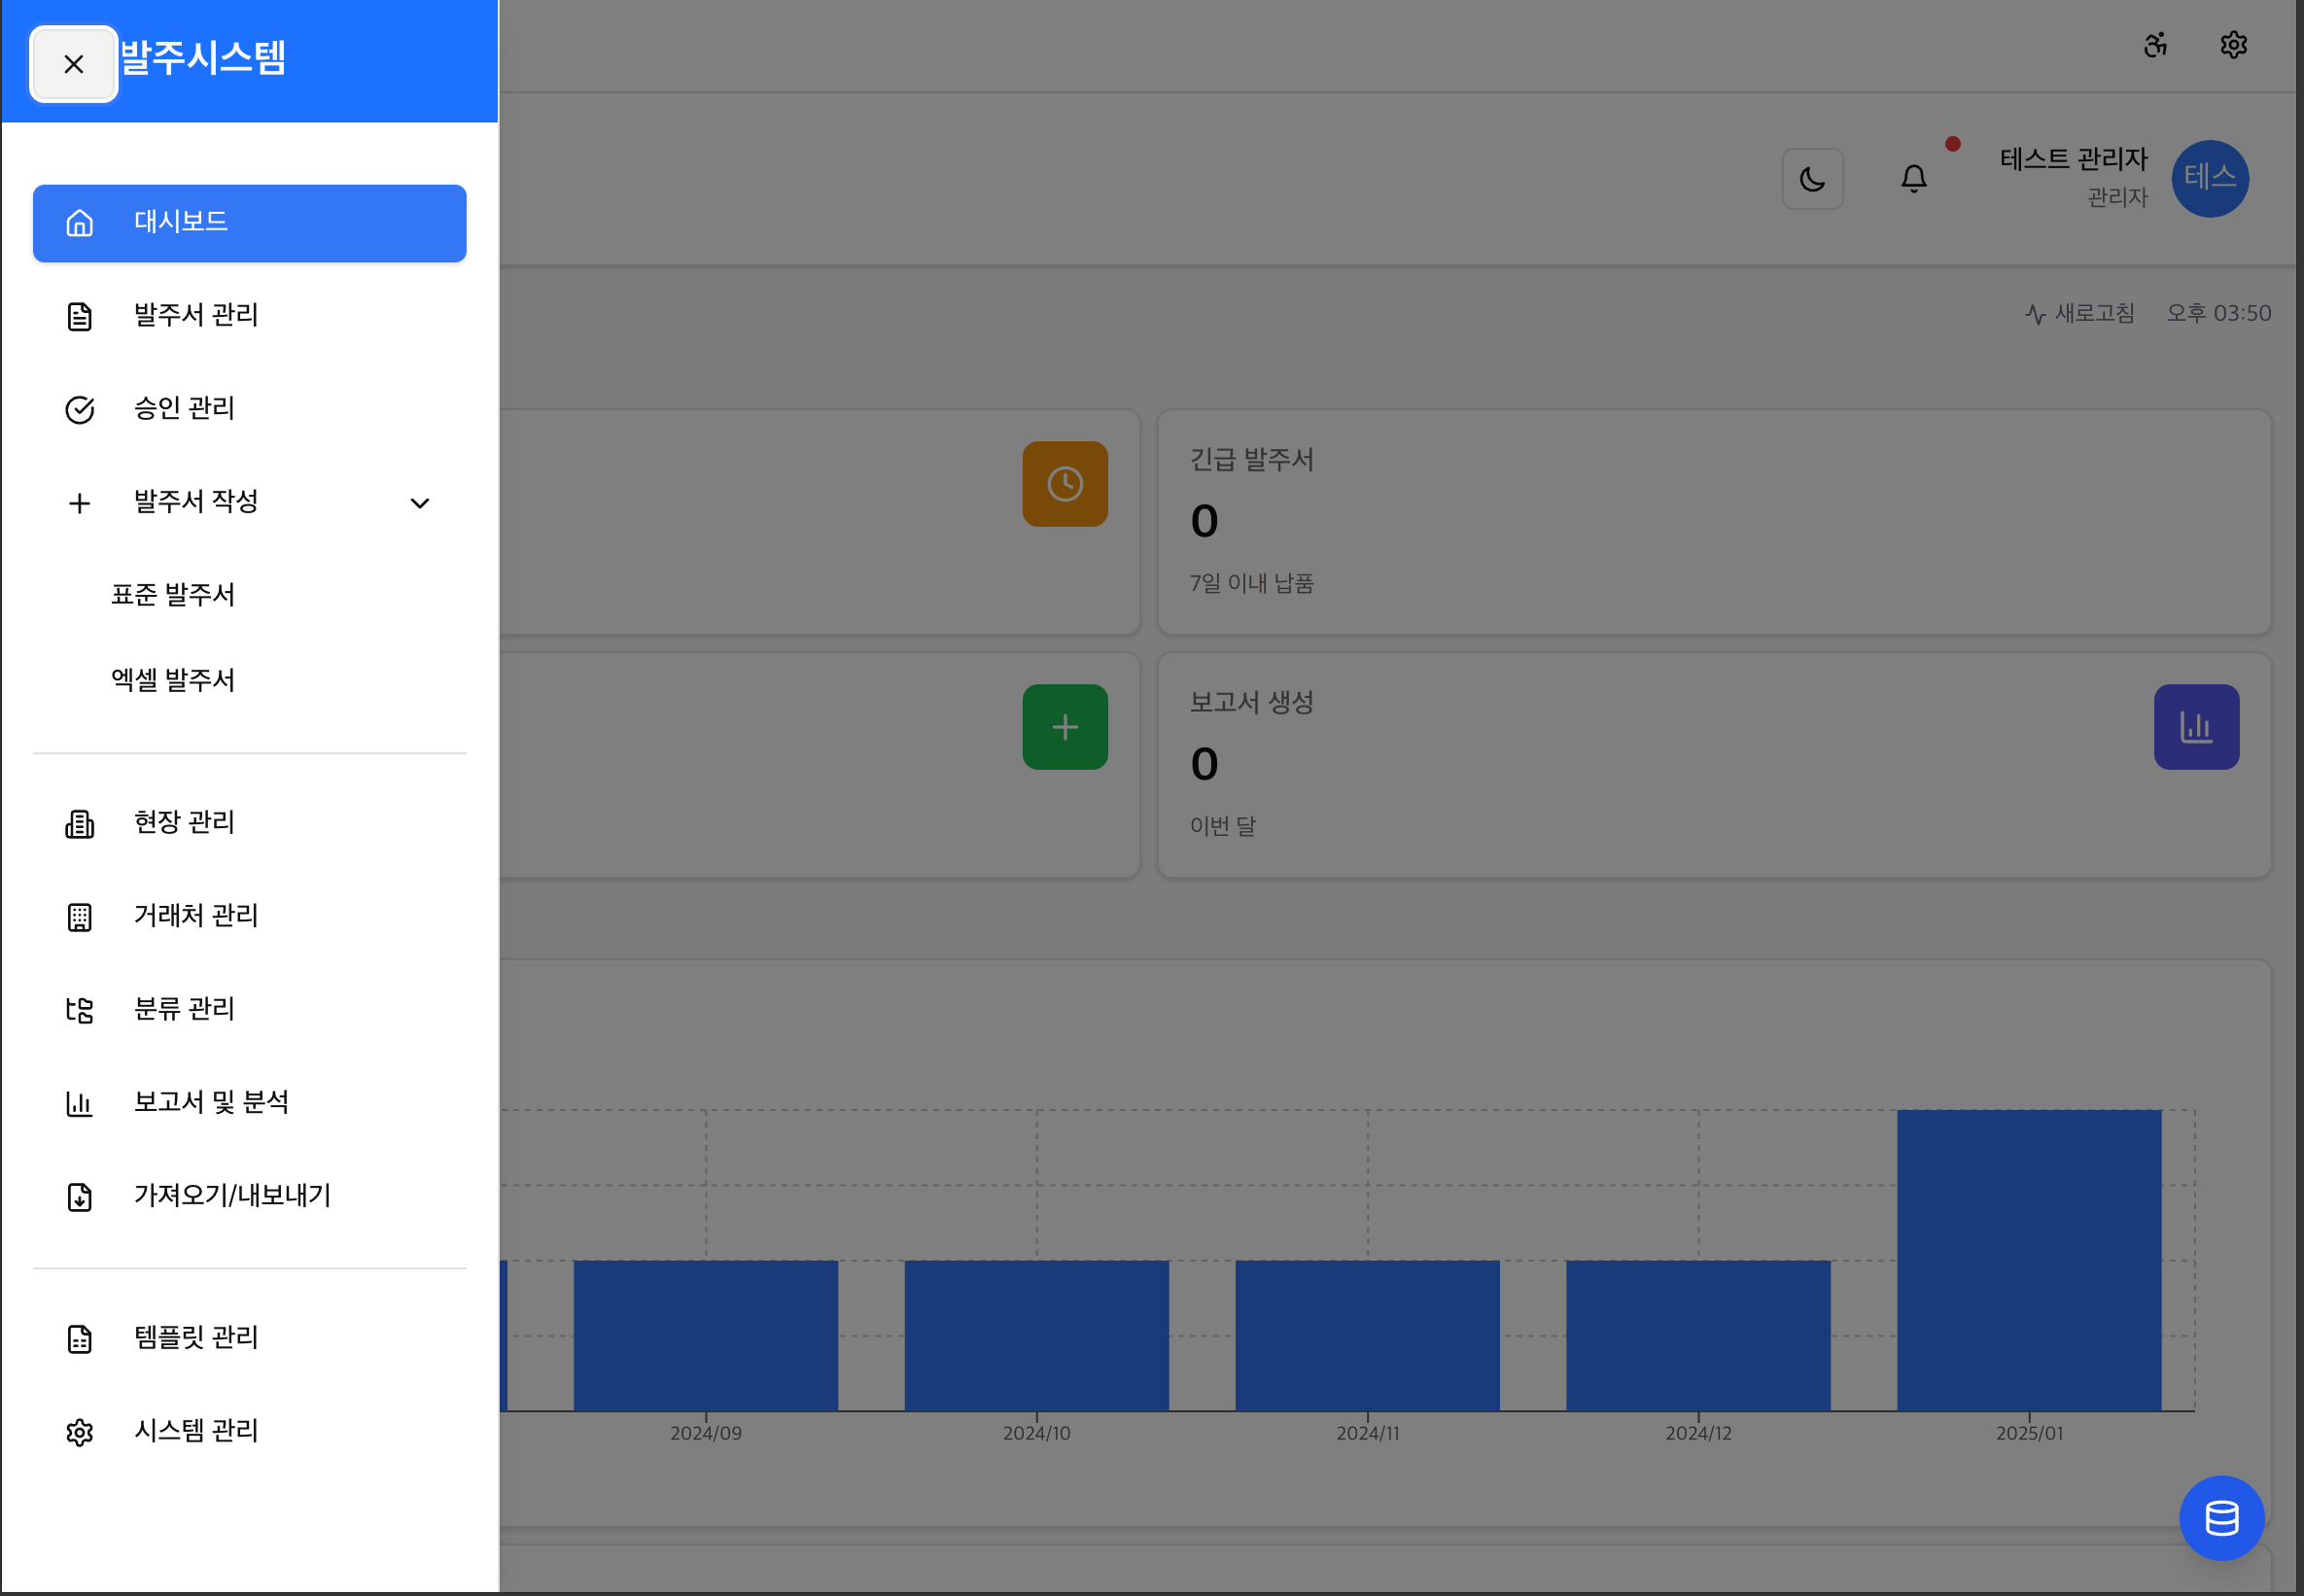 발주시스템
대시보드
발주서 관리
승인 관리
발주서 작성
표준 발주서
엑셀 발주서
현장 관리
거래처 관리
분류 관리
보고서 및 분석
가져오기/내보내기
템플릿 관리
시스템 관리
테스트 관리자
관리자
테스
새로고침
오후 03:50
긴급 발주서
0
7일 이내 납품
보고서 생성
0
이번 달
2024/09
2024/10
2024/11
2024/12
2025/01